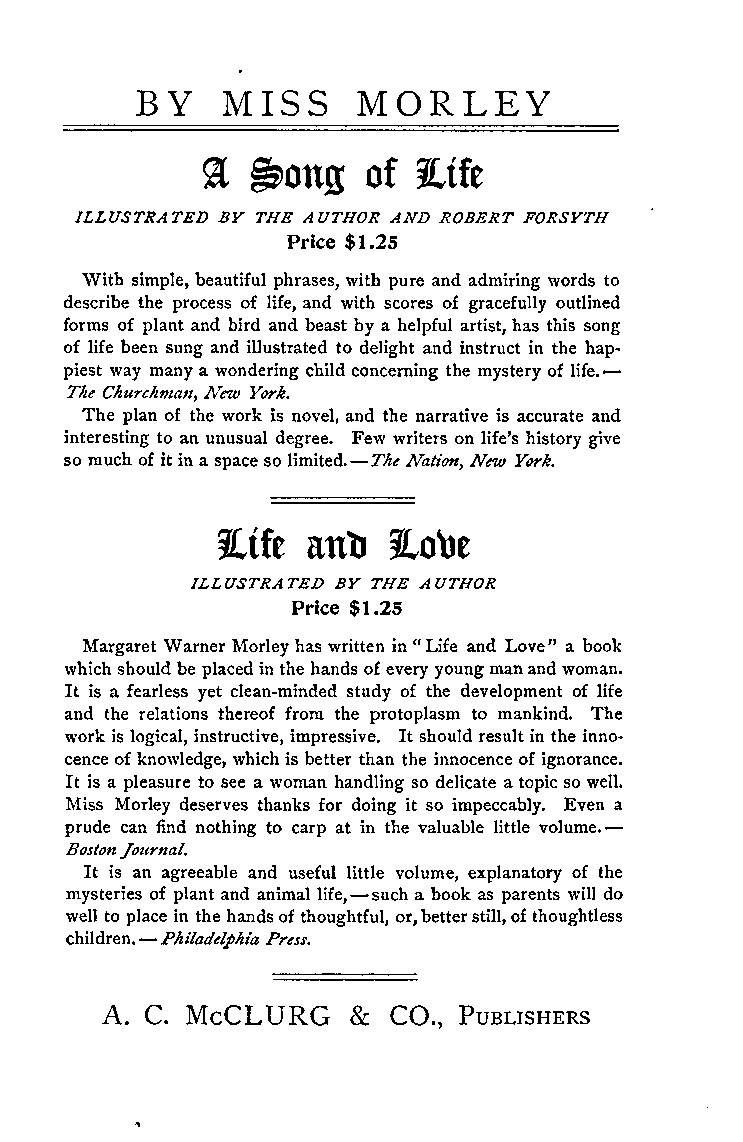 BY MISS MORLEY
A Song of Life
ILLUSTRATED BY THE AUTHOR AND ROBERT FORSYTH
Price $1.25
With simple, beautiful phrases, with pure and admiring words to
describe the process of life, and with scores of gracefully outlined
forms of plant and bird and beast by a helpful artist, has this song
of life been sung and illustrated to delight and instruct in the hap-
piest way many a wondering child concerning the mystery of life.—
The Churchman, New York.
The plan of the work is novel, and the narrative is accurate and
interesting to an unusual degree. Few writers on life's history give
so much of it in a space so limited.—The Nation, New York.
Life and Love
ILLUSTRATED BY THE AUTHOR
Price $1.25
Margaret Warner Morley has written in "Life and Love" a book
which should be placed in the hands of every young man and woman.
It is a fearless yet clean-minded study of the development of life
and the relations thereof from the protoplasm to mankind. The
work is logical, instructive, impressive. It should result in the inno-
cence of knowledge, which is better than the innocence of ignorance.
It is a pleasure to see a woman handling so delicate a topic so well.
Miss Morley deserves thanks for doing it so impeccably. Even a
prude can find nothing to carp at in the valuable little volume.—
Boston Journal.
It is an agreeable and useful little volume, explanatory of the
mysteries of plant and animal life,—such a book as parents will do
well to place in the hands of thoughtful, or, better still, of thoughtless
children.—Philadelphia Press.
A. C. McCLURG & CO., PUBLISHERS